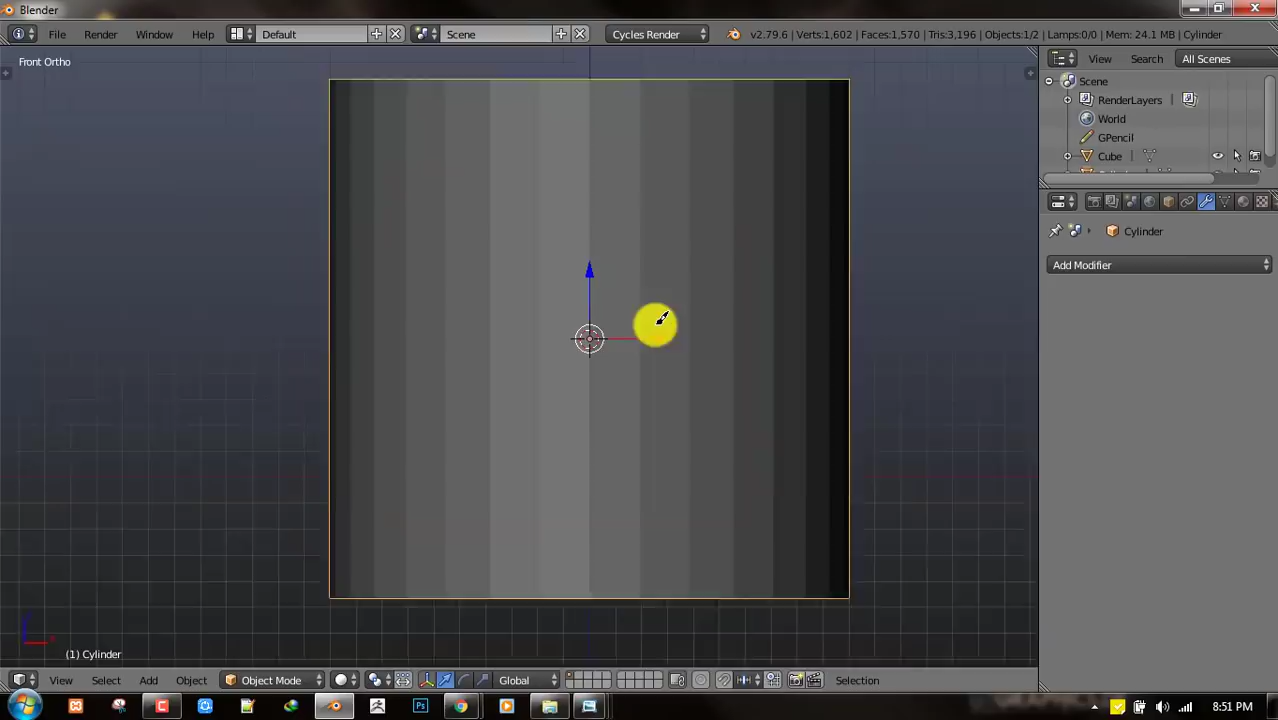 Blender
File Render Window Help Default Scene Cycles Render v2.79.6 | Verts:1,602 | Faces:1,570 | Tris:3,196 | Objects:1/2 | Lamps:0/0 | Mem: 24.1 MB | Cylinder
Front Ortho
View Search All Scenes
Scene
RenderLayers
World
GPencil
Cube
Cylinder
Add Modifier
(1) Cylinder
View Select Add Object Object Mode Global Selection
8:51 PM